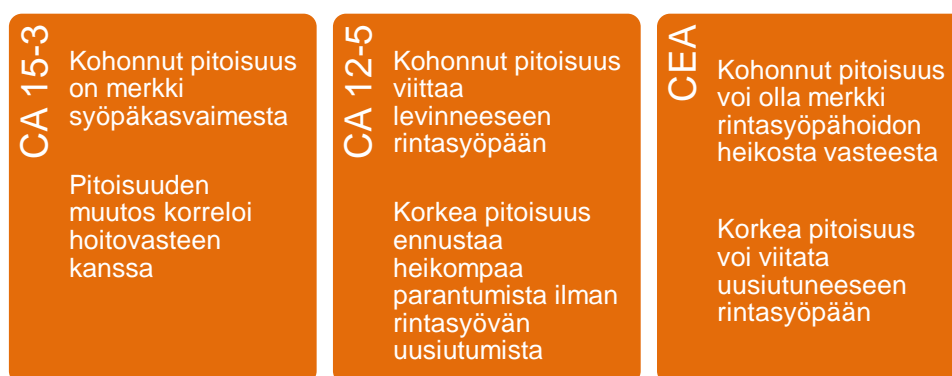 CA 15-3
Kohonnut pitoisuus
on merkki
syöpäkasvaimesta
Pitoisuuden
muutos korreloi
hoitovasteen
kanssa
CA 12-5
Kohonnut pitoisuus
viittaa
levinneeseen
rintasyöpään
Korkea pitoisuus
ennustaa
heikompaa
parantumista ilman
rintasyövän
uusiutumista
CEA
Kohonnut pitoisuus
voi olla merkki
rintasyöpähoidon
heikosta vasteesta
Korkea pitoisuus
voi viitata
uusiutuneeseen
rintasyöpään